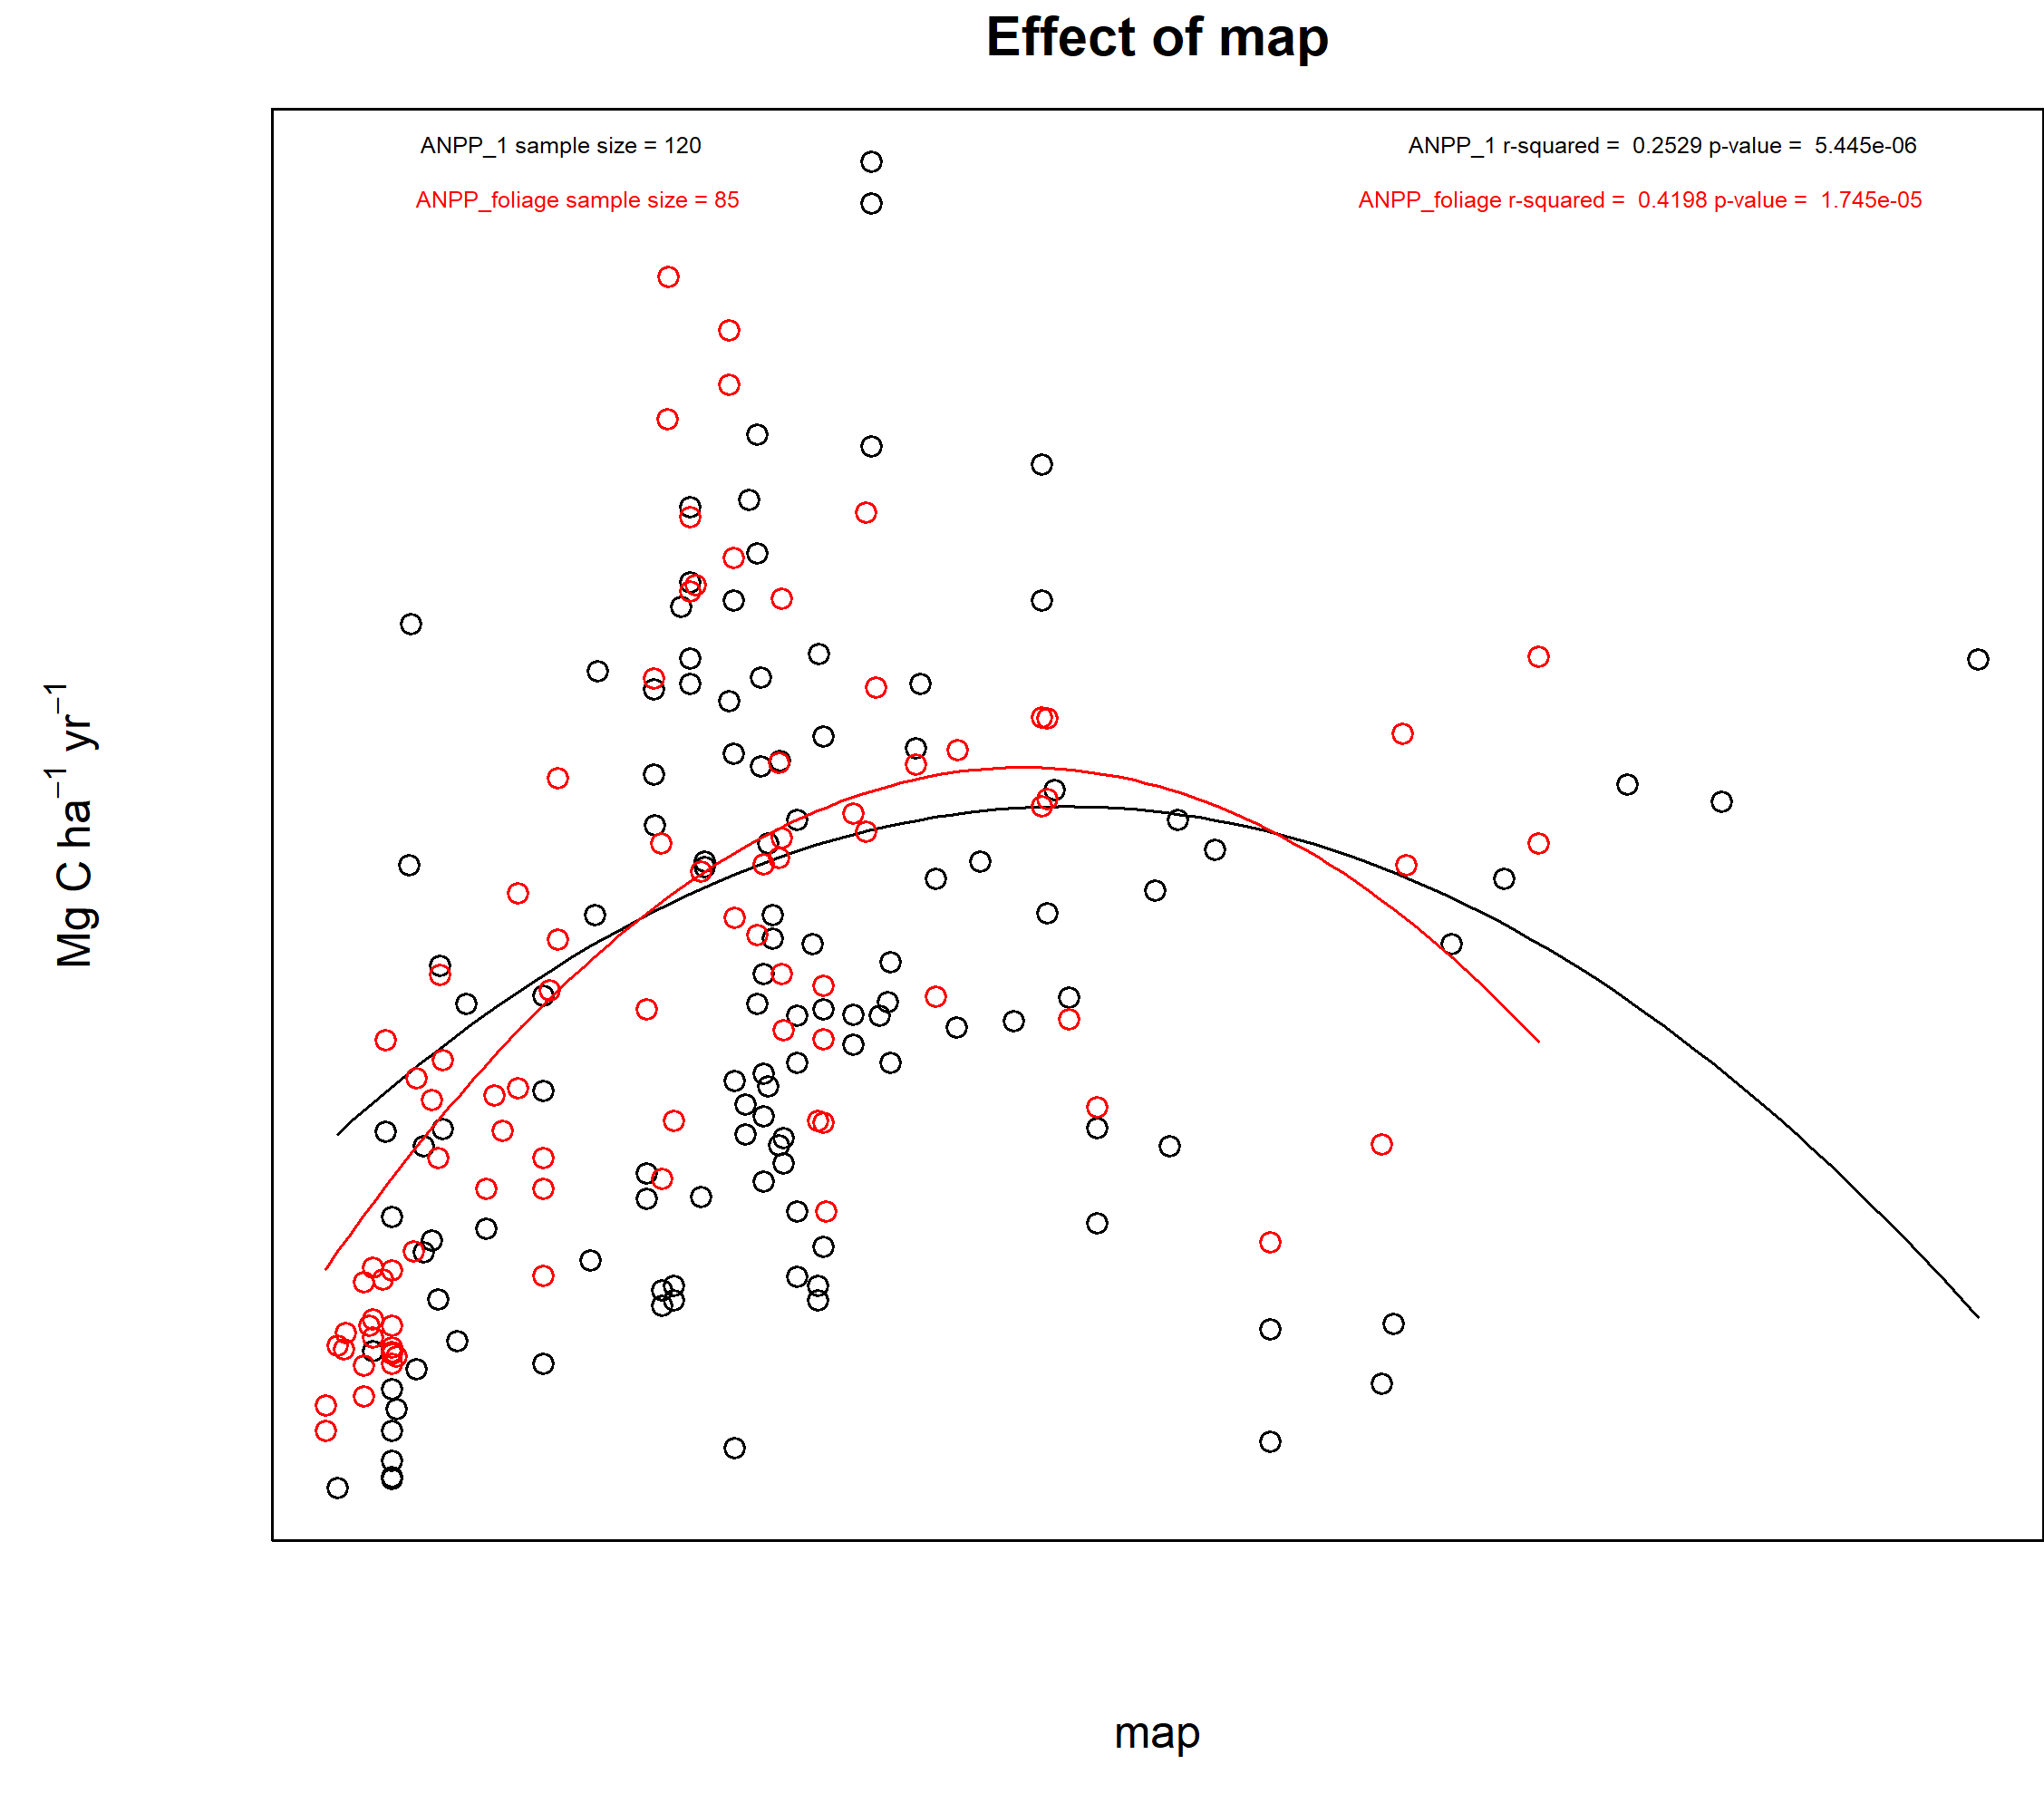 Effect of map
ANPP_1 sample size = 120
ANPP_1 r-squared = 0.2529 p-value = 5.445e-06
ANPP_foliage sample size = 85
ANPP_foliage r-squared = 0.4198 p-value = 1.745e-05
Mg C ha⁻¹ yr⁻¹
map